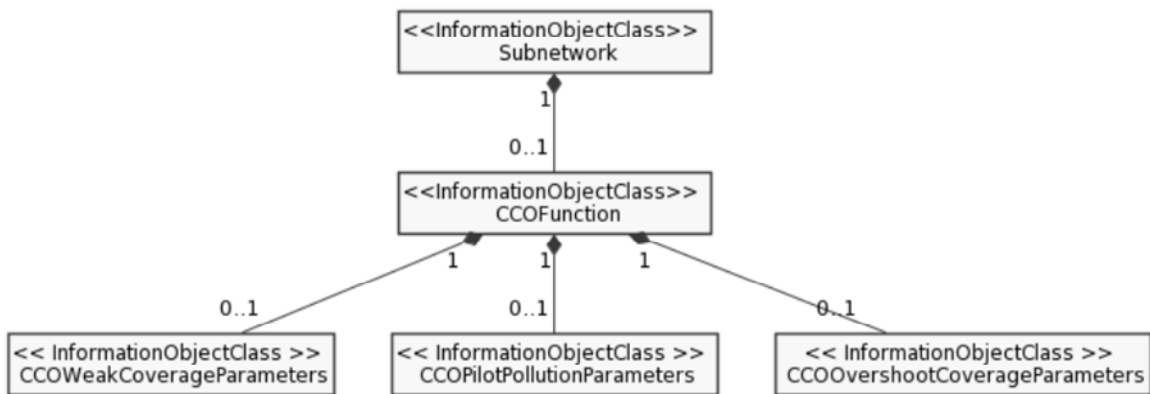 <<InformationObjectClass>>
Subnetwork
1
0..1
<<InformationObjectClass>>
CCOFunction
1
1
1
0..1
0..1
0..1
<< InformationObjectClass >>
CCOWeakCoverageParameters
<< InformationObjectClass >>
CCOPilotPollutionParameters
<< InformationObjectClass >>
CCOOvershootCoverageParameters